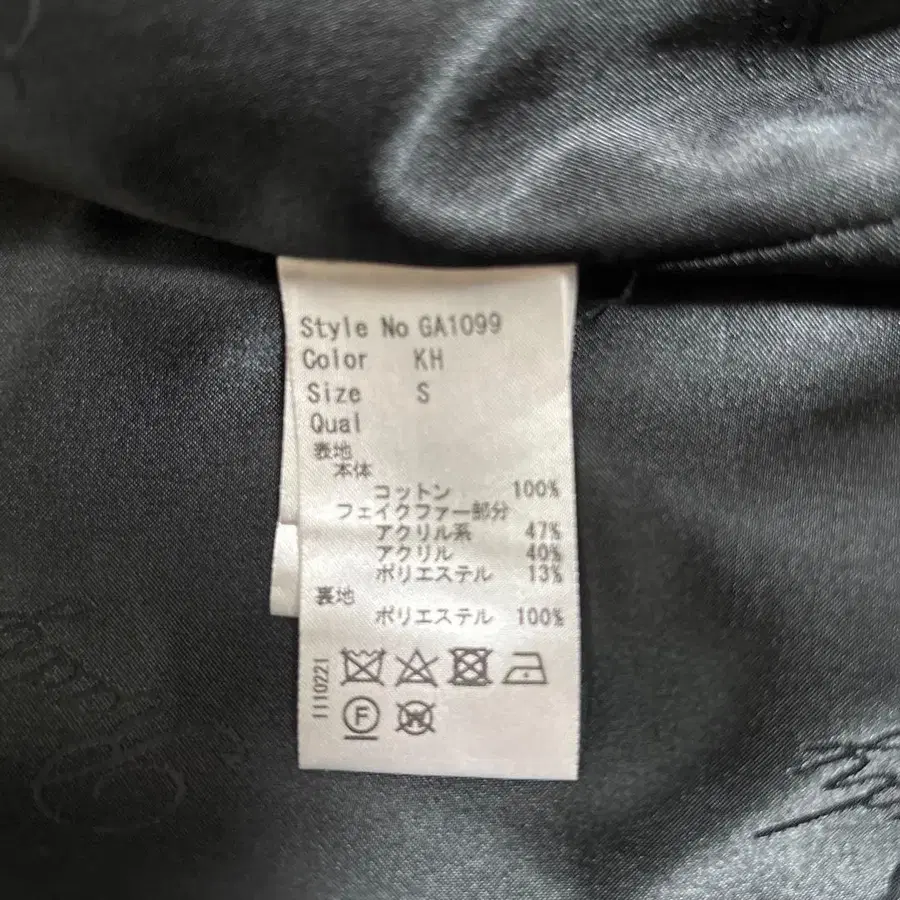 Style No GA1099
Color KH
Size S
Qual
表地
本体
コットン 100%
フェイクファー部分
アクリル系 47%
アクリル 40%
ポリエステル 13%
裏地
ポリエステル 100%
1110221
F
W